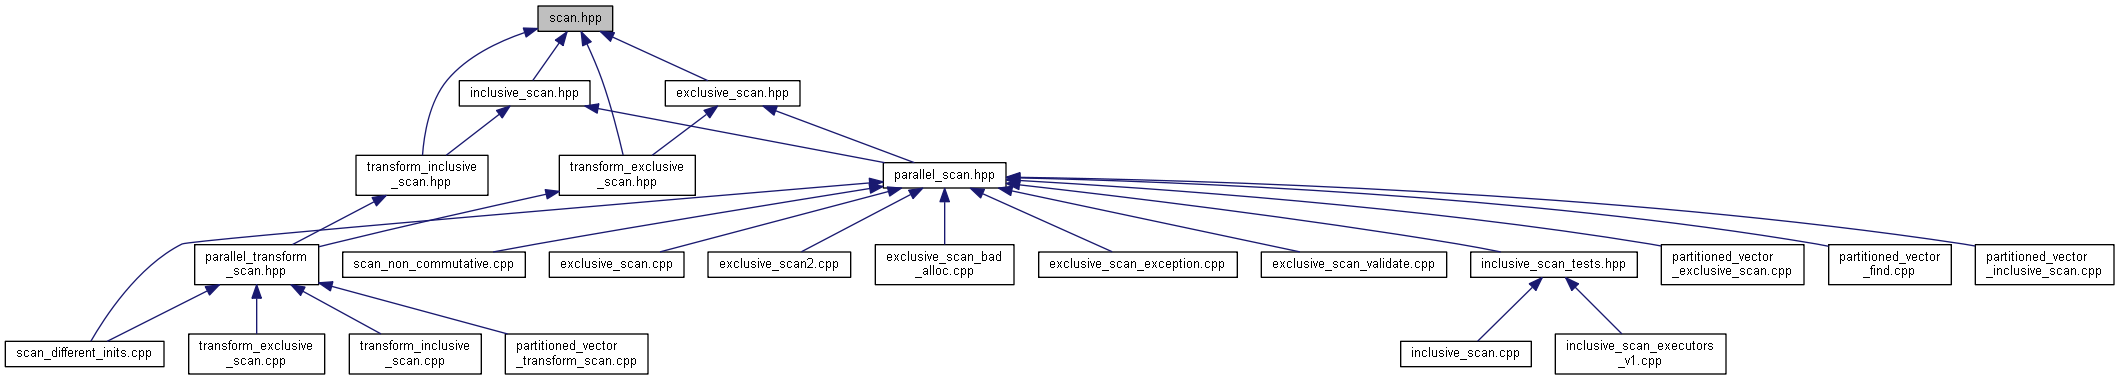 scan.hpp
inclusive_scan.hpp
exclusive_scan.hpp
transform_inclusive
_scan.hpp
transform_exclusive
_scan.hpp
parallel_scan.hpp
parallel_transform
_scan.hpp
scan_non_commutative.cpp
exclusive_scan.cpp
exclusive_scan2.cpp
exclusive_scan_bad
_alloc.cpp
exclusive_scan_exception.cpp
exclusive_scan_validate.cpp
inclusive_scan_tests.hpp
partitioned_vector
_exclusive_scan.cpp
partitioned_vector
_find.cpp
partitioned_vector
_inclusive_scan.cpp
scan_different_inits.cpp
transform_exclusive
_scan.cpp
transform_inclusive
_scan.cpp
partitioned_vector
_transform_scan.cpp
inclusive_scan.cpp
inclusive_scan_executors
_v1.cpp